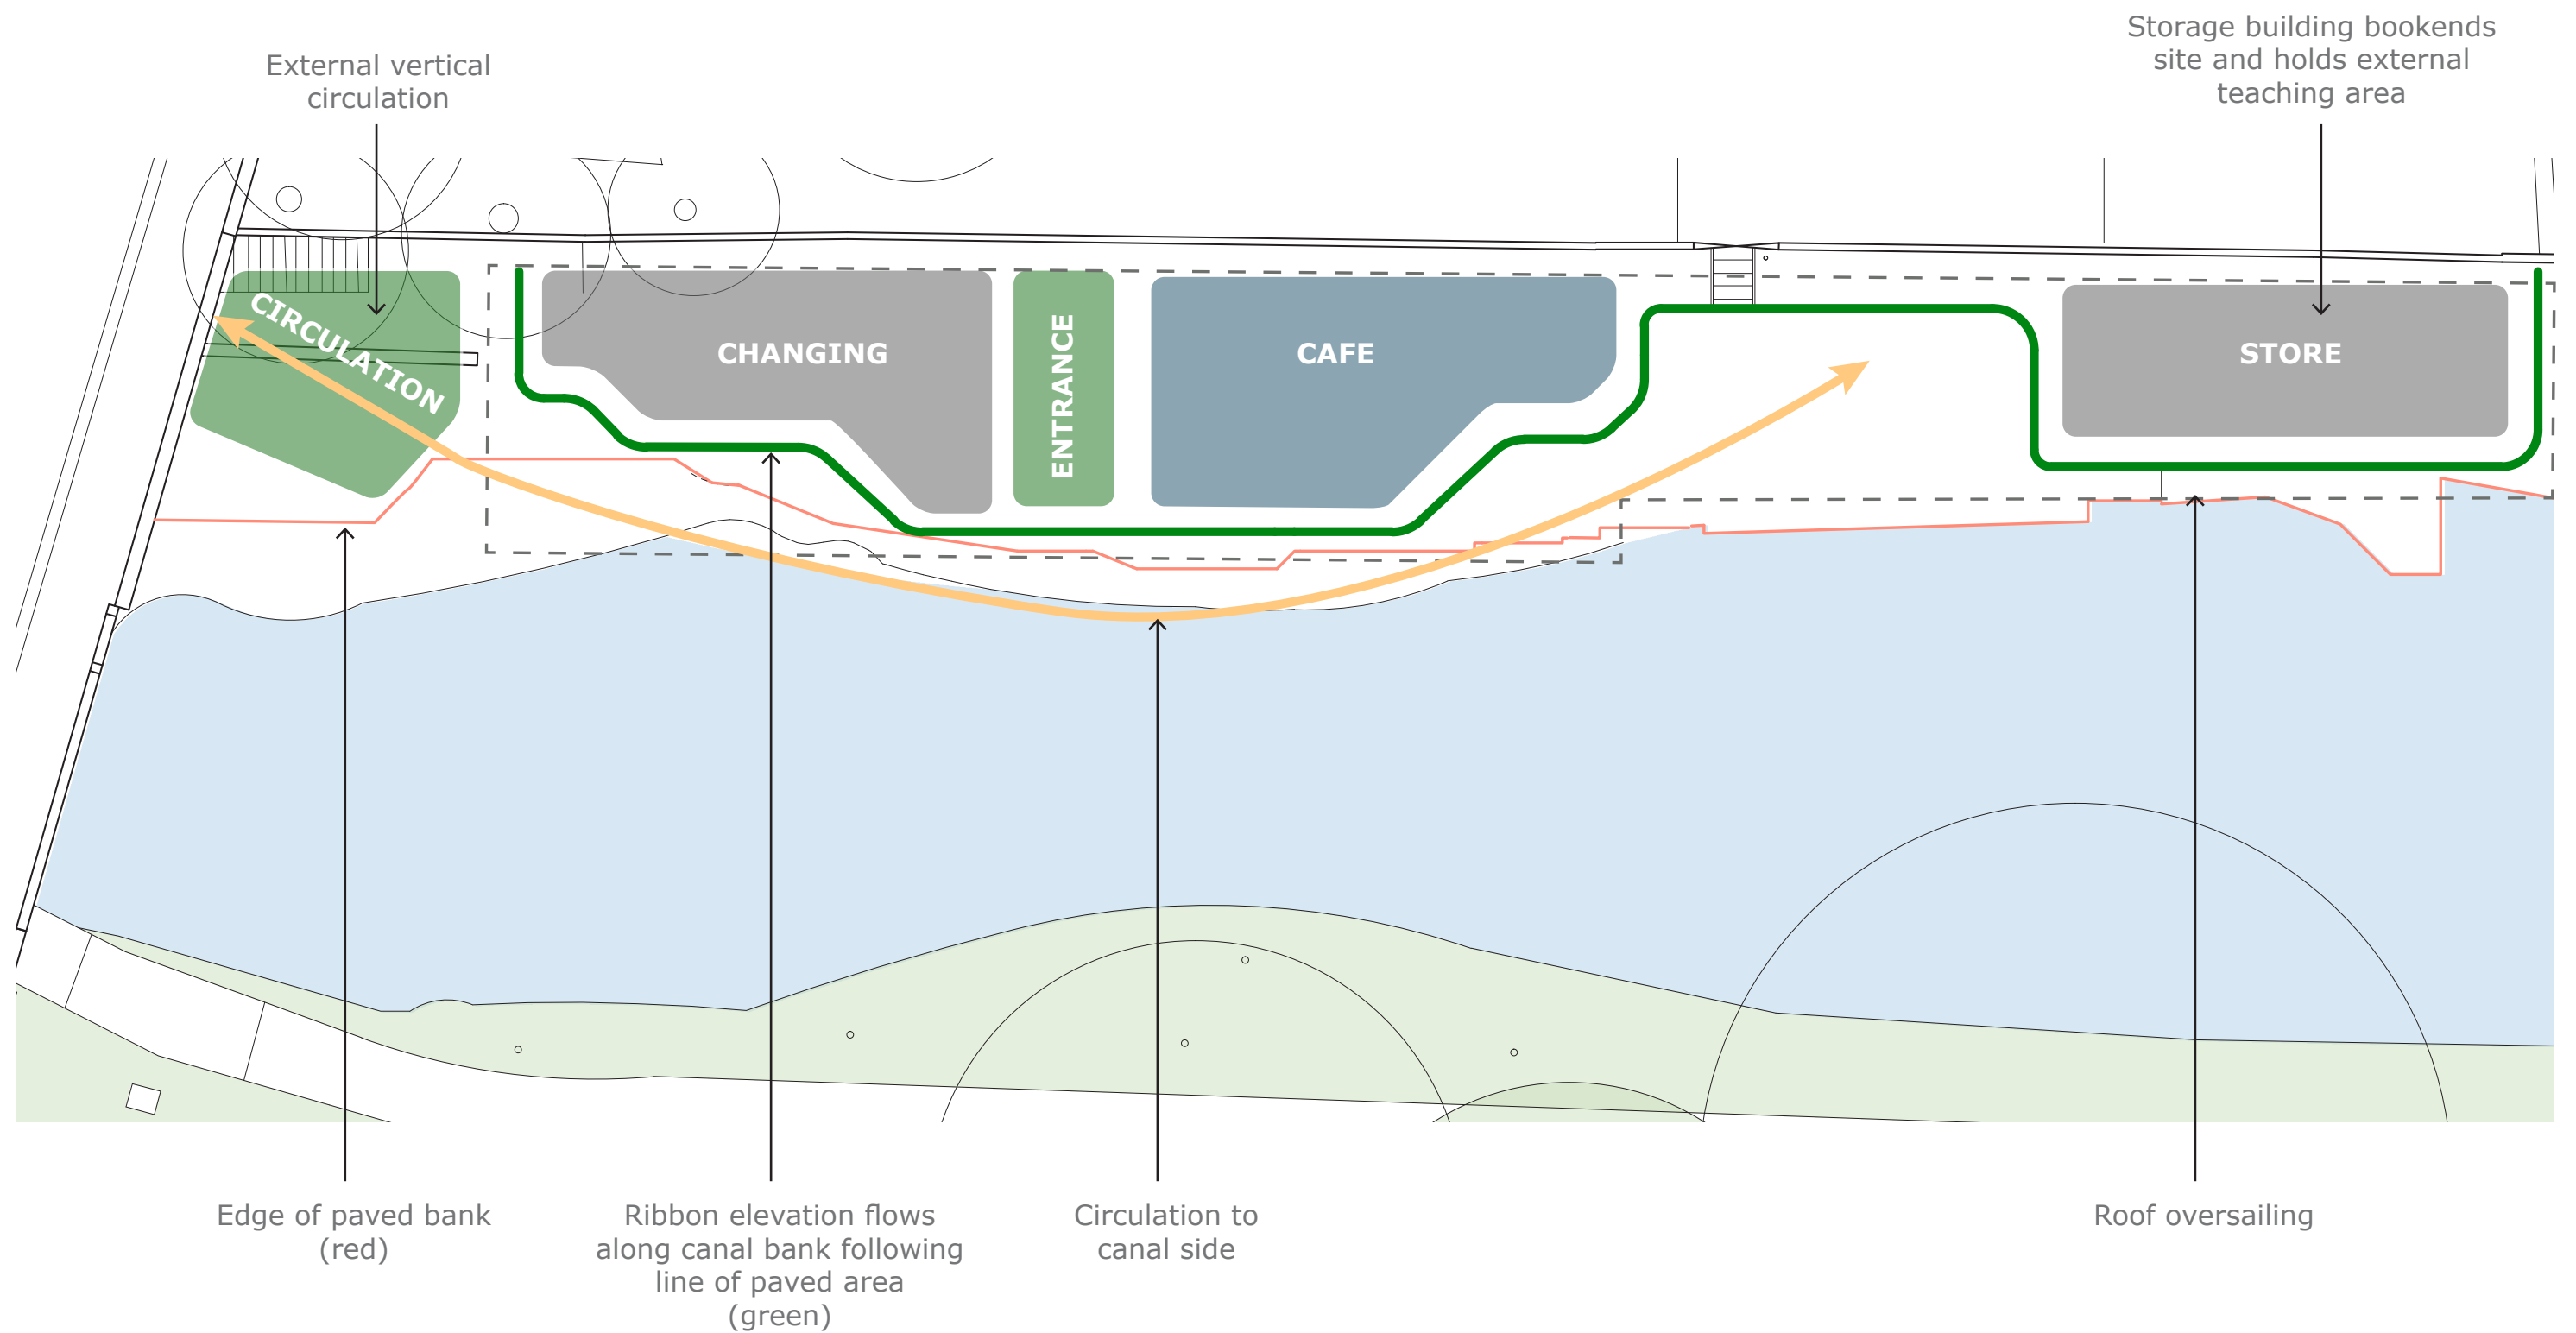 Storage building bookends
site and holds external
teaching area
External vertical
circulation
CIRCULATION
CHANGING
ENTRANCE
CAFE
STORE
Edge of paved bank
(red)
Ribbon elevation flows
along canal bank following
line of paved area
(green)
Circulation to
canal side
Roof oversailing